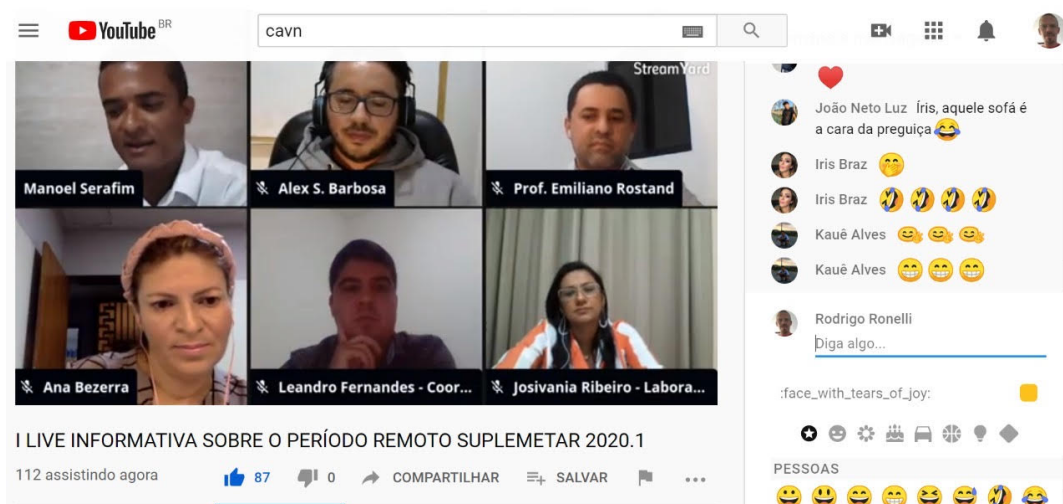 YouTube BR
cavn
StreamYard
Manoel Serafim
Alex S. Barbosa
Prof. Emiliano Rostand
Ana Bezerra
Leandro Fernandes - Coor...
Josivania Ribeiro - Labora...
I LIVE INFORMATIVA SOBRE O PERÍODO REMOTO SUPLEMETAR 2020.1
112 assistindo agora
87
0
COMPARTILHAR
SALVAR
João Neto Luz Íris, aquele sofá é
a cara da preguiça
Iris Braz
Iris Braz
Kauê Alves
Kauê Alves
Rodrigo Ronelli
Diga algo...
:face_with_tears_of_joy:
PESSOAS